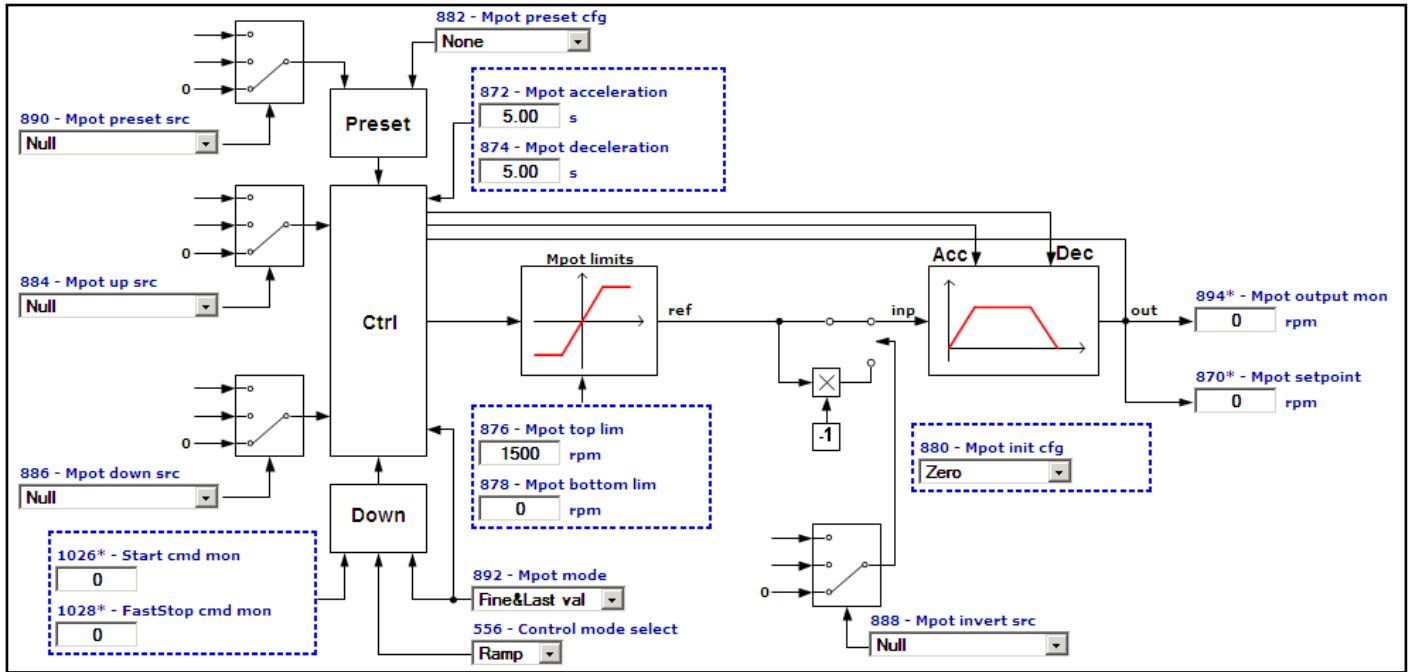 882 - Mpot preset cfg
None
0
890 - Mpot preset src
Null
Preset
872 - Mpot acceleration
5.00 s
874 - Mpot deceleration
5.00 s
0
884 - Mpot up src
Null
Ctrl
Mpot limits
ref
inp
Acc
Dec
out
894* - Mpot output mon
0 rpm
870* - Mpot setpoint
0 rpm
-1
876 - Mpot top lim
1500 rpm
878 - Mpot bottom lim
0 rpm
880 - Mpot init cfg
Zero
0
886 - Mpot down src
Null
Down
1026* - Start cmd mon
0
1028* - FastStop cmd mon
0
892 - Mpot mode
Fine&Last val
556 - Control mode select
Ramp
0
888 - Mpot invert src
Null